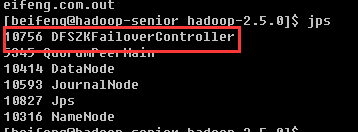 eifeng.com.out
[beifeng@hadoop-senior hadoop-2.5.0]$ jps
10756 DFSZKFailoverController
9345 QuorumPeerMain
10414 DataNode
10593 JournalNode
10827 Jps
10316 NameNode
[beifeng@hadoop-senior hadoop-2.5.0]$